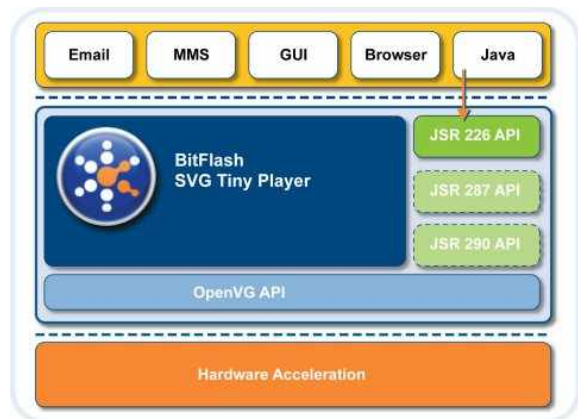 Email MMS GUI Browser Java
BitFlash
SVG Tiny Player
JSR 226 API
JSR 287 API
JSR 290 API
OpenVG API
Hardware Acceleration